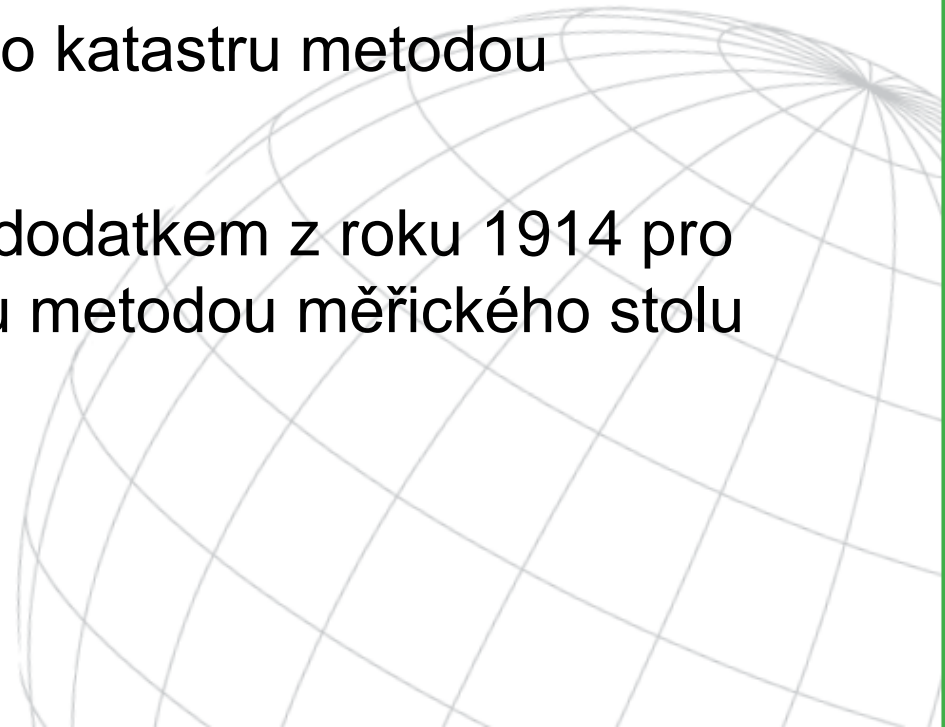 o katastru metodou
dodatkem z roku 1914 pro
metodou měřického stolu